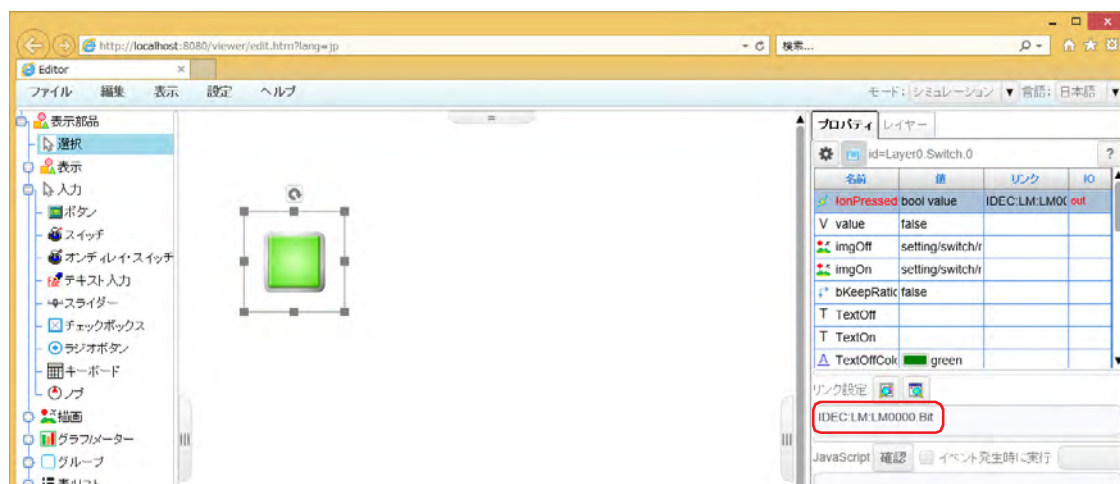 http://localhost:8080/viewer/edit.htm?lang=jp
検索...
Editor
ファイル 編集 表示 設定 ヘルプ
モード: シミュレーション ▼ 言語: 日本語 ▼
表示部品
選択
表示
入力
ボタン
スイッチ
オンディレイ・スイッチ
テキスト入力
スライダー
チェックボックス
ラジオボタン
キーボード
ノブ
描画
グラフ/メーター
グループ
プロパティ レイヤー
id=Layer0.Switch.0 ?
名前 値 リンク IO
IonPressed bool value IDEC:LM:LM0( out
V value false
imgOff setting/switch/r
imgOn setting/switch/r
bKeepRatic false
T TextOff
T TextOn
A TextOffColc green
リンク設定
IDEC:LM:LM0000.Bit
JavaScript 確認 イベント発生時に実行